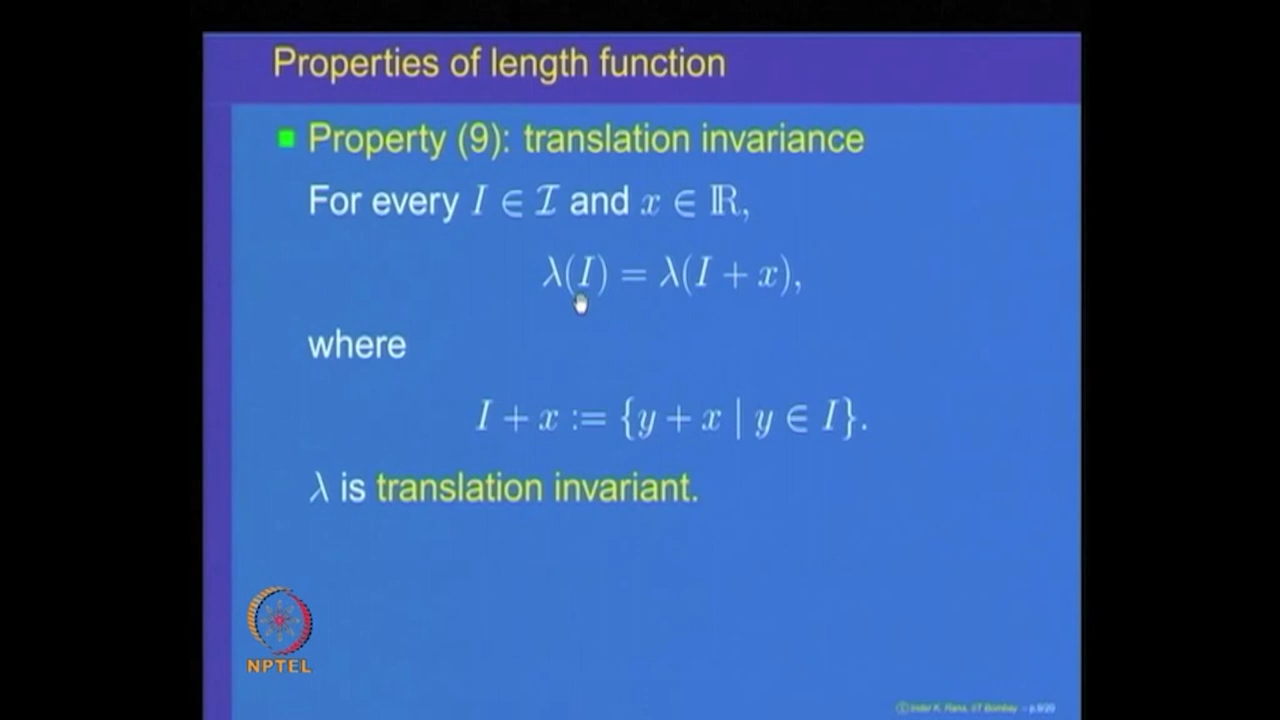 Properties of length function
Property (9): translation invariance
For every I ∈ 𝓘 and x ∈ ℝ,
λ(I) = λ(I + x),
where
I + x := {y + x | y ∈ I}.
λ is translation invariant.
NPTEL
© Inder K. Rana, IIT Bombay – p.9/20